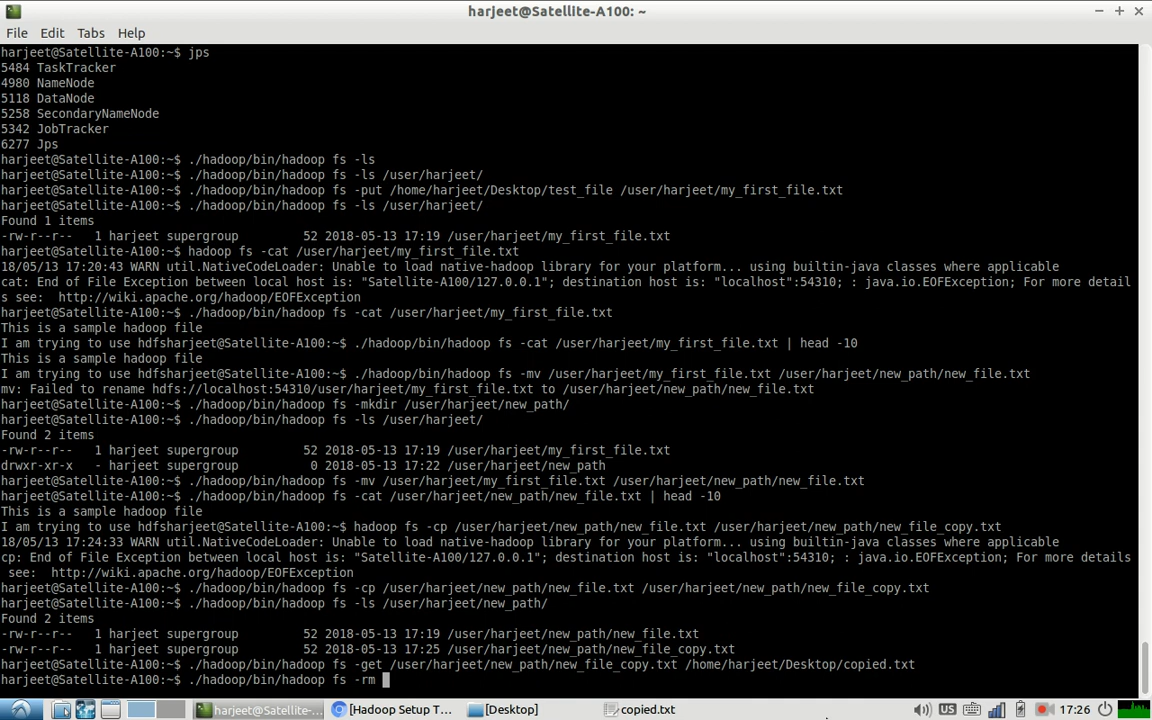 harjeet@Satellite-A100: ~
File Edit Tabs Help
harjeet@Satellite-A100:~$ jps
5484 TaskTracker
4980 NameNode
5118 DataNode
5258 SecondaryNameNode
5342 JobTracker
6277 Jps
harjeet@Satellite-A100:~$ ./hadoop/bin/hadoop fs -ls
harjeet@Satellite-A100:~$ ./hadoop/bin/hadoop fs -ls /user/harjeet/
harjeet@Satellite-A100:~$ ./hadoop/bin/hadoop fs -put /home/harjeet/Desktop/test_file /user/harjeet/my_first_file.txt
harjeet@Satellite-A100:~$ ./hadoop/bin/hadoop fs -ls /user/harjeet/
Found 1 items
-rw-r--r--   1 harjeet supergroup         52 2018-05-13 17:19 /user/harjeet/my_first_file.txt
harjeet@Satellite-A100:~$ hadoop fs -cat /user/harjeet/my_first_file.txt
18/05/13 17:20:43 WARN util.NativeCodeLoader: Unable to load native-hadoop library for your platform... using builtin-java classes where applicable
cat: End of File Exception between local host is: "Satellite-A100/127.0.0.1"; destination host is: "localhost":54310; : java.io.EOFException; For more detail
s see:  http://wiki.apache.org/hadoop/EOFException
harjeet@Satellite-A100:~$ ./hadoop/bin/hadoop fs -cat /user/harjeet/my_first_file.txt
This is a sample hadoop file
I am trying to use hdfsharjeet@Satellite-A100:~$ ./hadoop/bin/hadoop fs -cat /user/harjeet/my_first_file.txt | head -10
This is a sample hadoop file
I am trying to use hdfsharjeet@Satellite-A100:~$ ./hadoop/bin/hadoop fs -mv /user/harjeet/my_first_file.txt /user/harjeet/new_path/new_file.txt
mv: Failed to rename hdfs://localhost:54310/user/harjeet/my_first_file.txt to /user/harjeet/new_path/new_file.txt
harjeet@Satellite-A100:~$ ./hadoop/bin/hadoop fs -mkdir /user/harjeet/new_path/
harjeet@Satellite-A100:~$ ./hadoop/bin/hadoop fs -ls /user/harjeet/
Found 2 items
-rw-r--r--   1 harjeet supergroup         52 2018-05-13 17:19 /user/harjeet/my_first_file.txt
drwxr-xr-x   - harjeet supergroup          0 2018-05-13 17:22 /user/harjeet/new_path
harjeet@Satellite-A100:~$ ./hadoop/bin/hadoop fs -mv /user/harjeet/my_first_file.txt /user/harjeet/new_path/new_file.txt
harjeet@Satellite-A100:~$ ./hadoop/bin/hadoop fs -cat /user/harjeet/new_path/new_file.txt | head -10
This is a sample hadoop file
I am trying to use hdfsharjeet@Satellite-A100:~$ hadoop fs -cp /user/harjeet/new_path/new_file.txt /user/harjeet/new_path/new_file_copy.txt
18/05/13 17:24:33 WARN util.NativeCodeLoader: Unable to load native-hadoop library for your platform... using builtin-java classes where applicable
cp: End of File Exception between local host is: "Satellite-A100/127.0.0.1"; destination host is: "localhost":54310; : java.io.EOFException; For more details
 see:  http://wiki.apache.org/hadoop/EOFException
harjeet@Satellite-A100:~$ ./hadoop/bin/hadoop fs -cp /user/harjeet/new_path/new_file.txt /user/harjeet/new_path/new_file_copy.txt
harjeet@Satellite-A100:~$ ./hadoop/bin/hadoop fs -ls /user/harjeet/new_path/
Found 2 items
-rw-r--r--   1 harjeet supergroup         52 2018-05-13 17:19 /user/harjeet/new_path/new_file.txt
-rw-r--r--   1 harjeet supergroup         52 2018-05-13 17:25 /user/harjeet/new_path/new_file_copy.txt
harjeet@Satellite-A100:~$ ./hadoop/bin/hadoop fs -get /user/harjeet/new_path/new_file_copy.txt /home/harjeet/Desktop/copied.txt
harjeet@Satellite-A100:~$ ./hadoop/bin/hadoop fs -rm
harjeet@Satellite-A100: ~... [Hadoop Setup T... [Desktop] copied.txt US 17:26